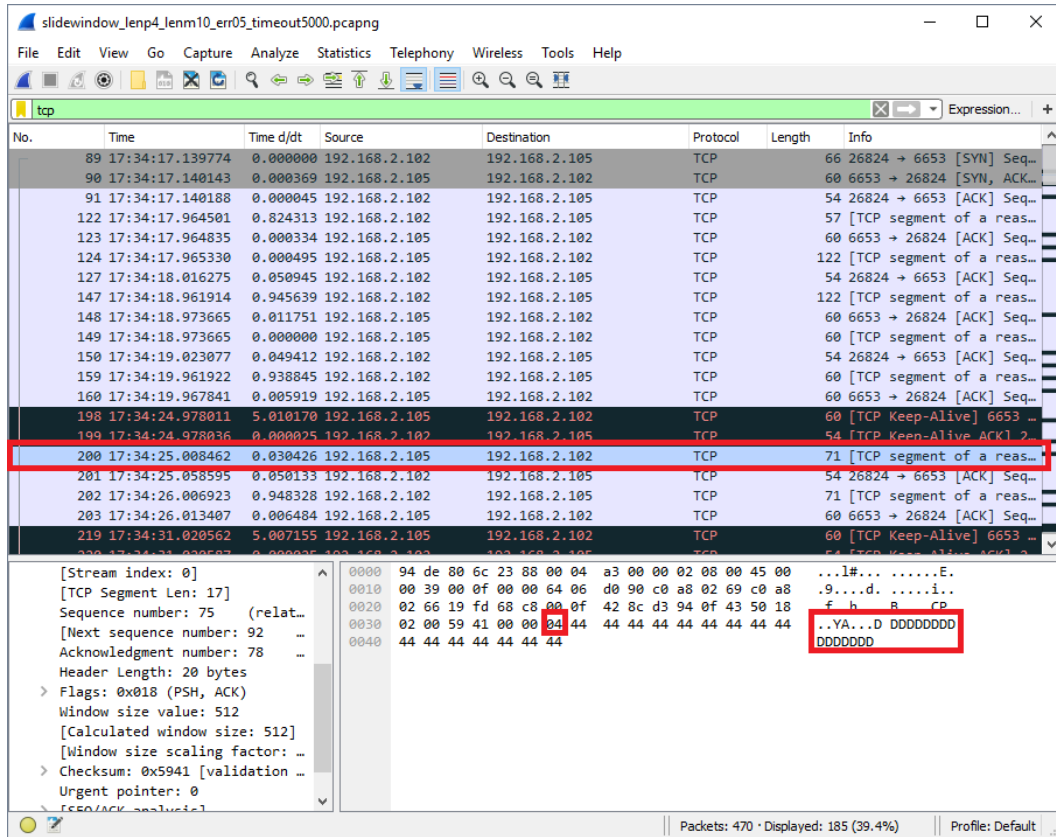 slidewindow_lenp4_lenm10_err05_timeout5000.pcapng
File Edit View Go Capture Analyze Statistics Telephony Wireless Tools Help
tcp Expression... +
No. Time Time d/dt Source Destination Protocol Length Info
89 17:34:17.139774 0.000000 192.168.2.102 192.168.2.105 TCP 66 26824 → 6653 [SYN] Seq…
90 17:34:17.140143 0.000369 192.168.2.105 192.168.2.102 TCP 60 6653 → 26824 [SYN, ACK…
91 17:34:17.140188 0.000045 192.168.2.102 192.168.2.105 TCP 54 26824 → 6653 [ACK] Seq…
122 17:34:17.964501 0.824313 192.168.2.102 192.168.2.105 TCP 57 [TCP segment of a reas…
123 17:34:17.964835 0.000334 192.168.2.105 192.168.2.102 TCP 60 6653 → 26824 [ACK] Seq…
124 17:34:17.965330 0.000495 192.168.2.105 192.168.2.102 TCP 122 [TCP segment of a reas…
127 17:34:18.016275 0.050945 192.168.2.102 192.168.2.105 TCP 54 26824 → 6653 [ACK] Seq…
147 17:34:18.961914 0.945639 192.168.2.102 192.168.2.105 TCP 122 [TCP segment of a reas…
148 17:34:18.973665 0.011751 192.168.2.105 192.168.2.102 TCP 60 6653 → 26824 [ACK] Seq…
149 17:34:18.973665 0.000000 192.168.2.105 192.168.2.102 TCP 60 [TCP segment of a reas…
150 17:34:19.023077 0.049412 192.168.2.102 192.168.2.105 TCP 54 26824 → 6653 [ACK] Seq…
159 17:34:19.961922 0.938845 192.168.2.102 192.168.2.105 TCP 60 [TCP segment of a reas…
160 17:34:19.967841 0.005919 192.168.2.105 192.168.2.102 TCP 60 6653 → 26824 [ACK] Seq…
198 17:34:24.978011 5.010170 192.168.2.105 192.168.2.102 TCP 60 [TCP Keep-Alive] 6653 …
199 17:34:24.978036 0.000025 192.168.2.102 192.168.2.105 TCP 54 [TCP Keep-Alive ACK] 2…
200 17:34:25.008462 0.030426 192.168.2.105 192.168.2.102 TCP 71 [TCP segment of a reas…
201 17:34:25.058595 0.050133 192.168.2.102 192.168.2.105 TCP 54 26824 → 6653 [ACK] Seq…
202 17:34:26.006923 0.948328 192.168.2.102 192.168.2.105 TCP 71 [TCP segment of a reas…
203 17:34:26.013407 0.006484 192.168.2.105 192.168.2.102 TCP 60 6653 → 26824 [ACK] Seq…
219 17:34:31.020562 5.007155 192.168.2.105 192.168.2.102 TCP 60 [TCP Keep-Alive] 6653 …
[Stream index: 0]
[TCP Segment Len: 17]
Sequence number: 75 (relat…
[Next sequence number: 92 …
Acknowledgment number: 78 …
Header Length: 20 bytes
Flags: 0x018 (PSH, ACK)
Window size value: 512
[Calculated window size: 512]
[Window size scaling factor: …
Checksum: 0x5941 [validation …
Urgent pointer: 0
[SEQ/ACK analysis]
0000 94 de 80 6c 23 88 00 04 a3 00 00 02 08 00 45 00 ...l#... ......E.
0010 00 39 00 0f 00 00 64 06 d0 90 c0 a8 02 69 c0 a8 .9....d. .....i..
0020 02 66 19 fd 68 c8 00 0f 42 8c d3 94 0f 43 50 18 .f..h... B....CP.
0030 02 00 59 41 00 00 04 44 44 44 44 44 44 44 44 44 ..YA...D DDDDDDDD
0040 44 44 44 44 44 44 44 DDDDDDD
Packets: 470 · Displayed: 185 (39.4%) Profile: Default